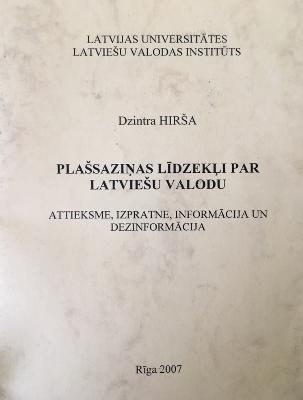 LATVIJAS UNIVERSITĀTES
LATVIEŠU VALODAS INSTITŪTS
Dzintra HIRŠA
PLAŠSAZIŅAS LĪDZEKĻI PAR
LATVIEŠU VALODU
ATTIEKSME, IZPRATNE, INFORMĀCIJA UN
DEZINFORMĀCIJA
Rīga 2007